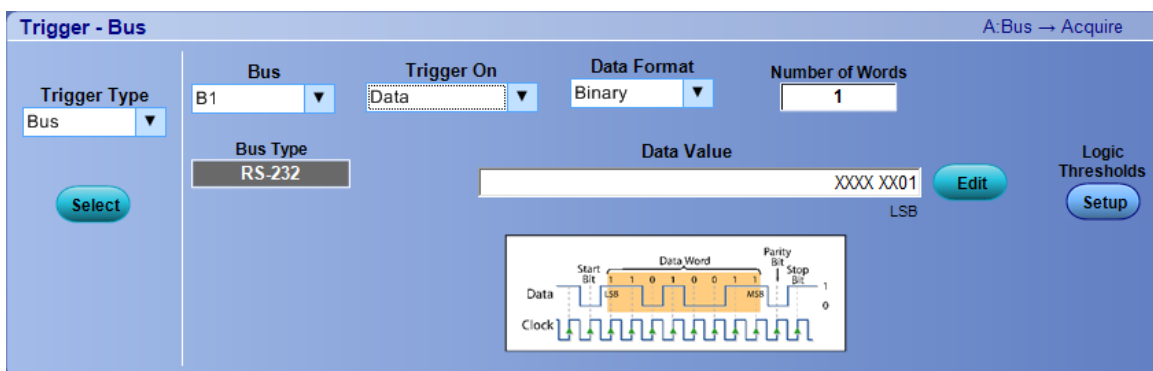 Trigger - Bus
A:Bus → Acquire
Trigger Type
Bus
Select
Bus
B1
Trigger On
Data
Data Format
Binary
Number of Words
1
Bus Type
RS-232
Data Value
XXXX XX01
LSB
Edit
Logic
Thresholds
Setup
Start
Bit
Data Word
Parity
Bit
Stop
Bit
1 1 0 1 0 0 1 1
Data
LSB
MSB
1
0
Clock